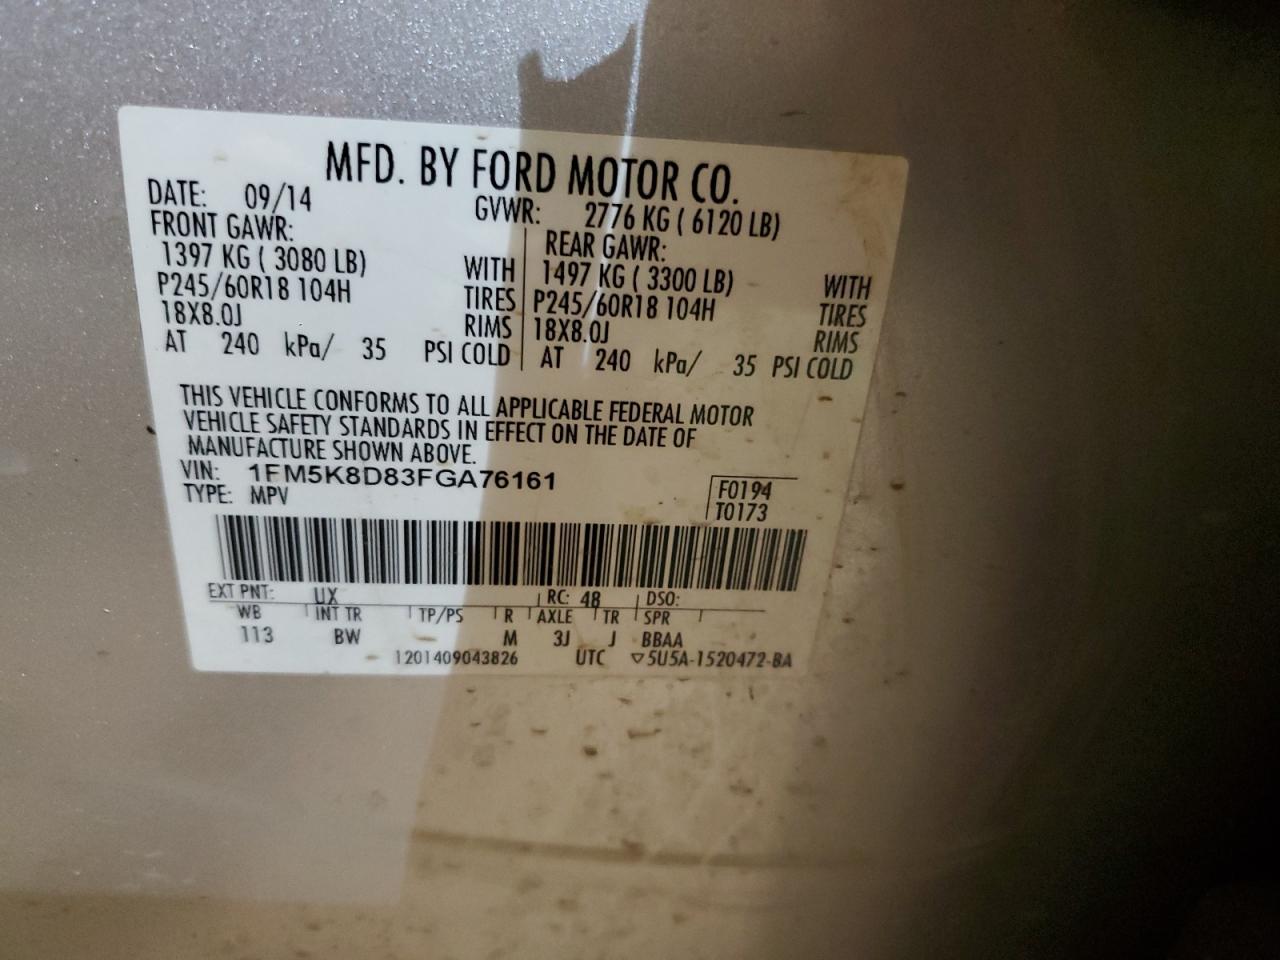 MFD. BY FORD MOTOR CO.
DATE: 09/14 GVWR: 2776 KG ( 6120 LB)
FRONT GAWR: REAR GAWR:
1397 KG ( 3080 LB) WITH 1497 KG ( 3300 LB) WITH
P245/60R18 104H TIRES P245/60R18 104H TIRES
18X8.0J RIMS 18X8.0J RIMS
AT 240 kPa/ 35 PSI COLD AT 240 kPa/ 35 PSI COLD
THIS VEHICLE CONFORMS TO ALL APPLICABLE FEDERAL MOTOR
VEHICLE SAFETY STANDARDS IN EFFECT ON THE DATE OF
MANUFACTURE SHOWN ABOVE.
VIN: 1FM5K8D83FGA76161 F0194
TYPE: MPV T0173
EXT PNT: UX RC: 48 DSO:
WB INT TR TP/PS R AXLE TR SPR
113 BW M 3J J BBAA
1201409043826 UTC ▽5U5A-1520472-BA